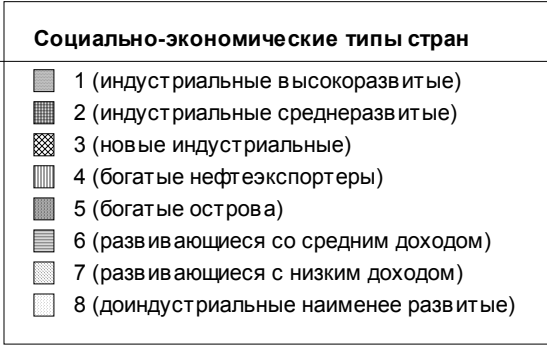 Социально-экономические типы стран
1 (индустриальные высокоразвитые)
2 (индустриальные среднеразвитые)
3 (новые индустриальные)
4 (богатые нефтеэкспортеры)
5 (богатые острова)
6 (развивающиеся со средним доходом)
7 (развивающиеся с низким доходом)
8 (доиндустриальные наименее развитые)